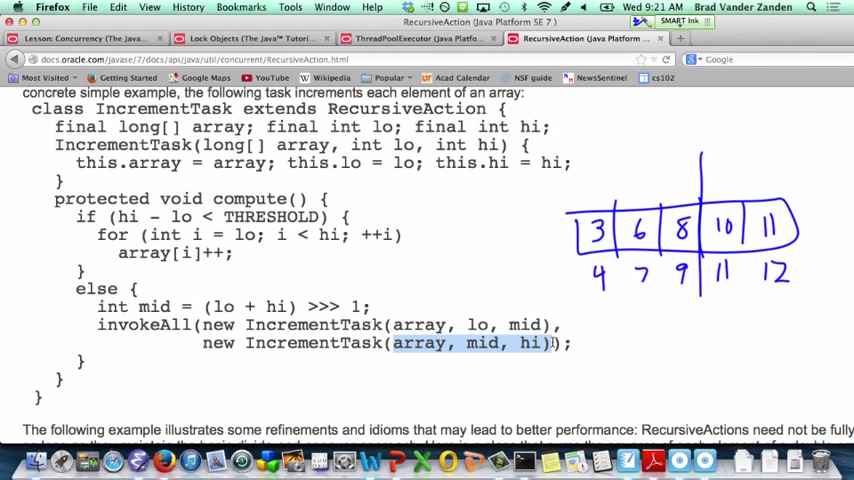 Firefox File Edit View History Bookmarks Tools Window Help Wed 9:21 AM Brad Vander Zanden
RecursiveAction (Java Platform SE 7 ) SMART Ink
Lesson: Concurrency (The Java... Lock Objects (The Java™ Tutori... ThreadPoolExecutor (Java Platf... RecursiveAction (Java Platform ...
docs.oracle.com/javase/7/docs/api/java/util/concurrent/RecursiveAction.html Google
Most Visited Getting Started Google Maps YouTube Wikipedia Popular Acad Calendar NSF guide NewsSentinel cs102
concrete simple example, the following task increments each element of an array:
class IncrementTask extends RecursiveAction {
final long[] array; final int lo; final int hi;
IncrementTask(long[] array, int lo, int hi) {
this.array = array; this.lo = lo; this.hi = hi;
}
protected void compute() {
if (hi - lo < THRESHOLD) {
for (int i = lo; i < hi; ++i)
array[i]++;
}
else {
int mid = (lo + hi) >>> 1;
invokeAll(new IncrementTask(array, lo, mid),
new IncrementTask(array, mid, hi));
}
}
}
3 6 8 10 11
4 7 9 11 12
The following example illustrates some refinements and idioms that may lead to better performance: RecursiveActions need not be fully